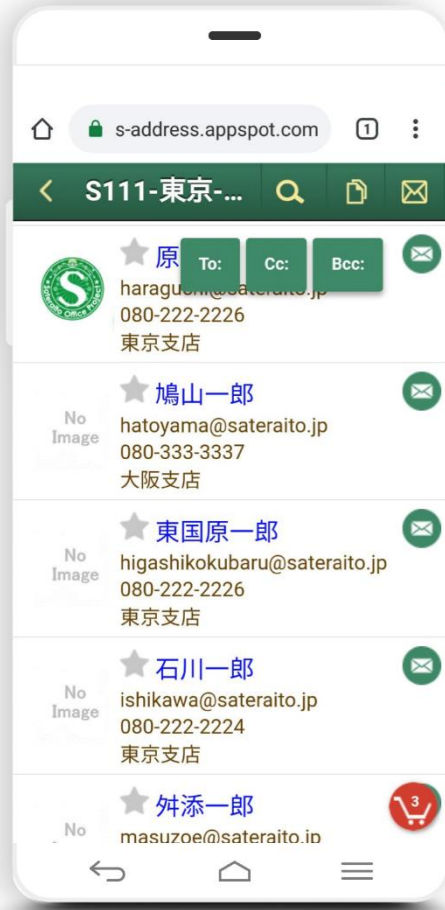 s-address.appspot.com
1
S111-東京-...
原
To:
Cc:
Bcc:
080-222-2226
東京支店
No
Image
鳩山一郎
hatoyama@sateraito.jp
080-333-3337
大阪支店
No
Image
東国原一郎
higashikokubaru@sateraito.jp
080-222-2226
東京支店
No
Image
石川一郎
ishikawa@sateraito.jp
080-222-2224
東京支店
No
舛添一郎
masuzoe@sateraito.jp
3